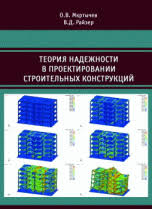 О.В. Мкртычев
В.Д. Райзер
ТЕОРИЯ НАДЕЖНОСТИ
В ПРОЕКТИРОВАНИИ
СТРОИТЕЛЬНЫХ КОНСТРУКЦИЙ